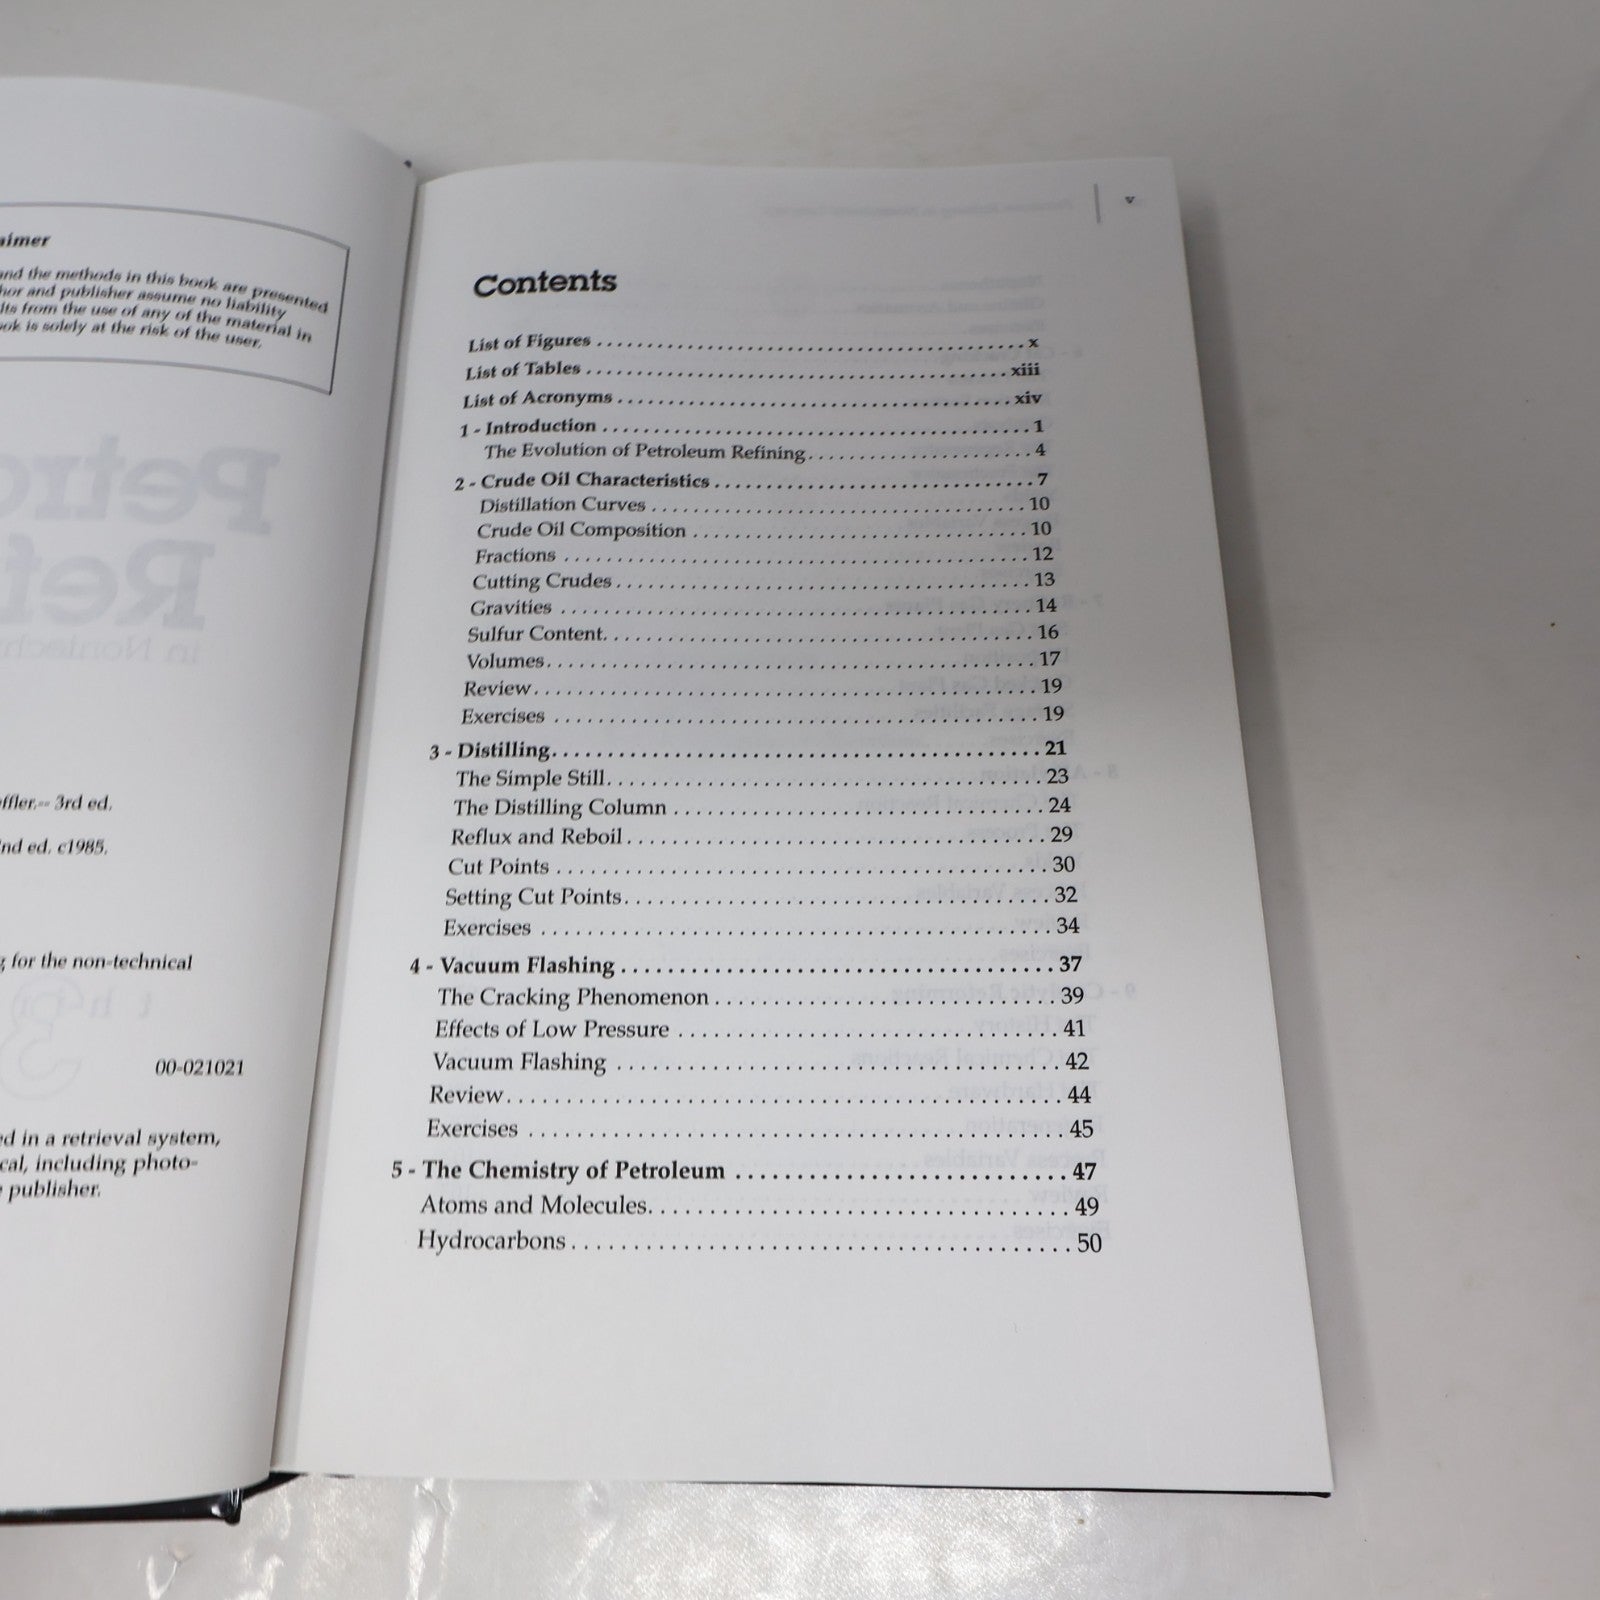 aimer
and the methods in this book are presented
hor and publisher assume no liability
lts from the use of any of the material in
ook is solely at the risk of the user.
Petro
Ref
in Nontechn
ffler.-- 3rd ed.
2nd ed. c1985.
g for the non-technical
00-021021
ed in a retrieval system,
cal, including photo-
e publisher.
v
Contents
List of Figures . . . . . . . . . . x
List of Tables . . . . . . . . . . xiii
List of Acronyms . . . . . . . . . . xiv
1 - Introduction . . . . . . . . . . 1
The Evolution of Petroleum Refining . . . . . . . . . . 4
2 - Crude Oil Characteristics . . . . . . . . . . 7
Distillation Curves . . . . . . . . . . 10
Crude Oil Composition . . . . . . . . . . 10
Fractions . . . . . . . . . . 12
Cutting Crudes . . . . . . . . . . 13
Gravities . . . . . . . . . . 14
Sulfur Content . . . . . . . . . . 16
Volumes . . . . . . . . . . 17
Review . . . . . . . . . . 19
Exercises . . . . . . . . . . 19
3 - Distilling . . . . . . . . . . 21
The Simple Still . . . . . . . . . . 23
The Distilling Column . . . . . . . . . . 24
Reflux and Reboil . . . . . . . . . . 29
Cut Points . . . . . . . . . . 30
Setting Cut Points . . . . . . . . . . 32
Exercises . . . . . . . . . . 34
4 - Vacuum Flashing . . . . . . . . . . 37
The Cracking Phenomenon . . . . . . . . . . 39
Effects of Low Pressure . . . . . . . . . . 41
Vacuum Flashing . . . . . . . . . . 42
Review . . . . . . . . . . 44
Exercises . . . . . . . . . . 45
5 - The Chemistry of Petroleum . . . . . . . . . . 47
Atoms and Molecules . . . . . . . . . . 49
Hydrocarbons . . . . . . . . . . 50